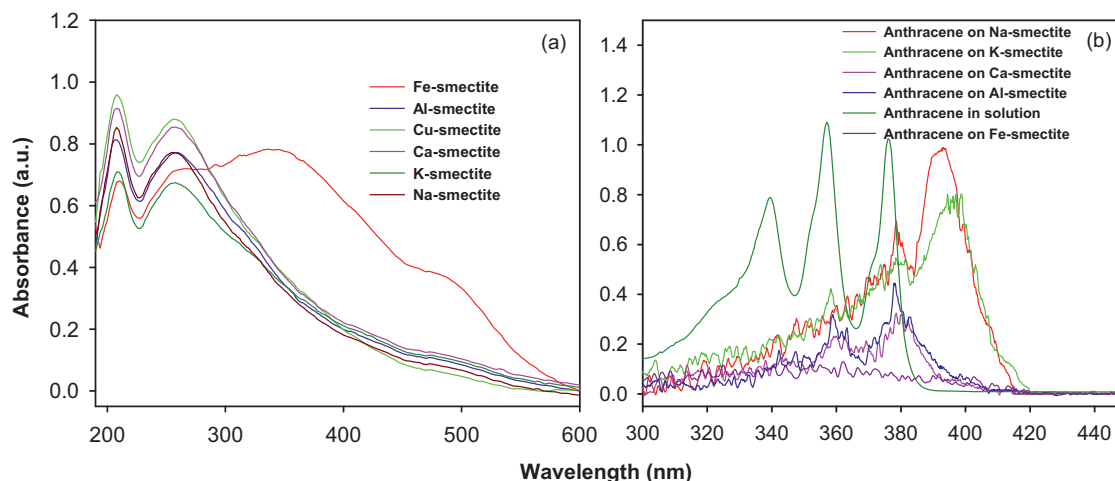 (a)
Fe-smectite
Al-smectite
Cu-smectite
Ca-smectite
K-smectite
Na-smectite
1.2
1.0
0.8
0.6
0.4
0.2
0.0
200 300 400 500 600
Absorbance (a.u.)
(b)
Anthracene on Na-smectite
Anthracene on K-smectite
Anthracene on Ca-smectite
Anthracene on Al-smectite
Anthracene in solution
Anthracene on Fe-smectite
1.4
1.2
1.0
0.8
0.6
0.4
0.2
0.0
300 320 340 360 380 400 420 440
Wavelength (nm)